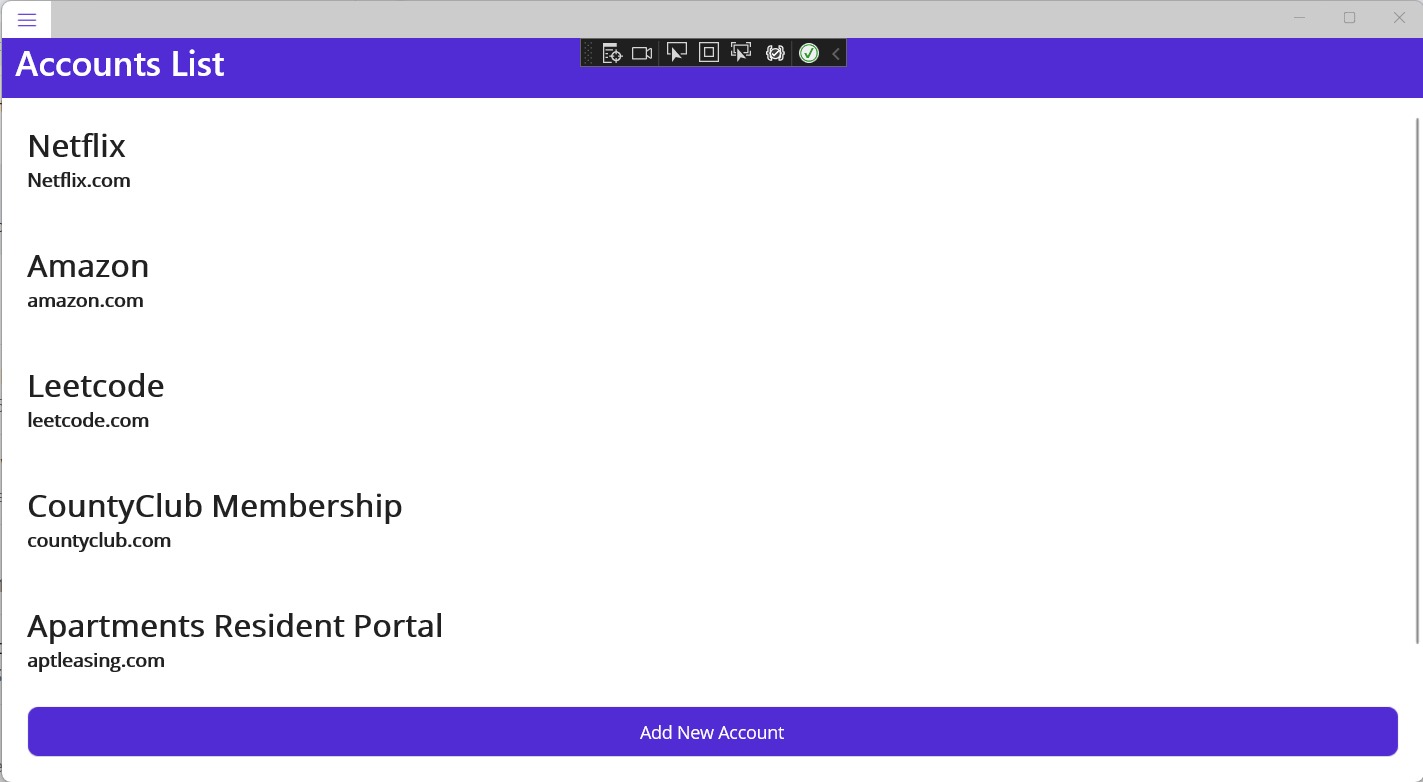 Accounts List
Netflix
Netflix.com
Amazon
amazon.com
Leetcode
leetcode.com
CountyClub Membership
countyclub.com
Apartments Resident Portal
aptleasing.com
Add New Account